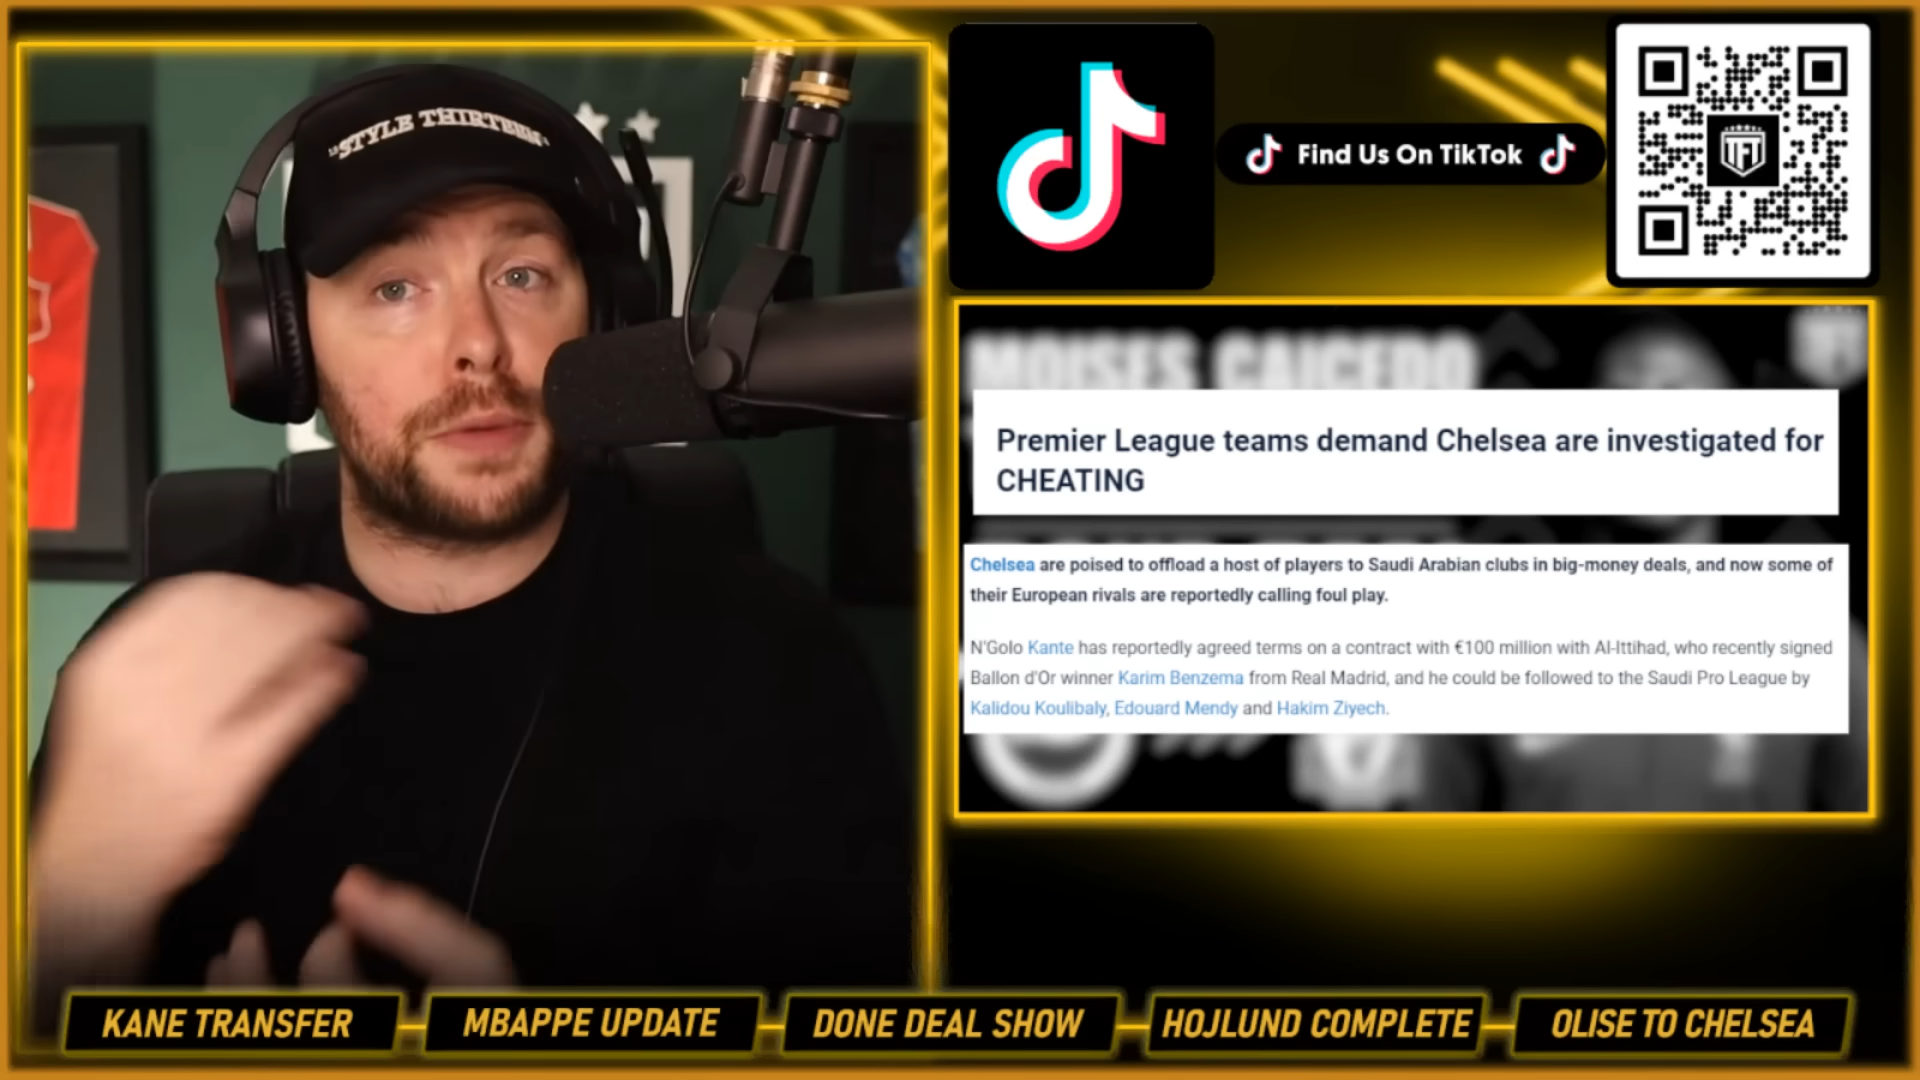 "STYLE THIRTEEN"
Find Us On TikTok
TFT
MOISES CAICEDO
Premier League teams demand Chelsea are investigated for
CHEATING
Chelsea are poised to offload a host of players to Saudi Arabian clubs in big-money deals, and now some of
their European rivals are reportedly calling foul play.
N'Golo Kante has reportedly agreed terms on a contract with €100 million with Al-Ittihad, who recently signed
Ballon d'Or winner Karim Benzema from Real Madrid, and he could be followed to the Saudi Pro League by
Kalidou Koulibaly, Edouard Mendy and Hakim Ziyech.
KANE TRANSFER
MBAPPE UPDATE
DONE DEAL SHOW
HOJLUND COMPLETE
OLISE TO CHELSEA